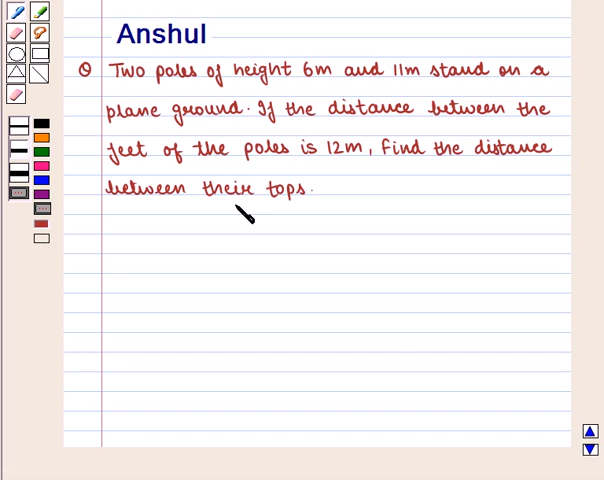 Anshul
Q Two poles of height 6m and 11m stand on a
plane ground. If the distance between the
feet of the poles is 12m, Find the distance
between their tops.